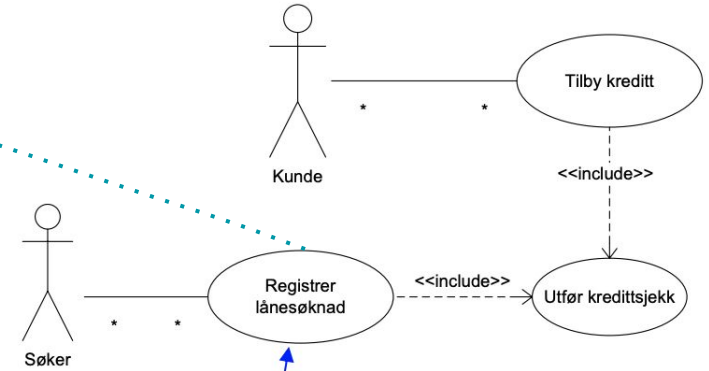 Tilby kreditt
*
*
Kunde
<<include>>
Registrer
lånesøknad
<<include>>
Utfør kredittsjekk
*
*
Søker